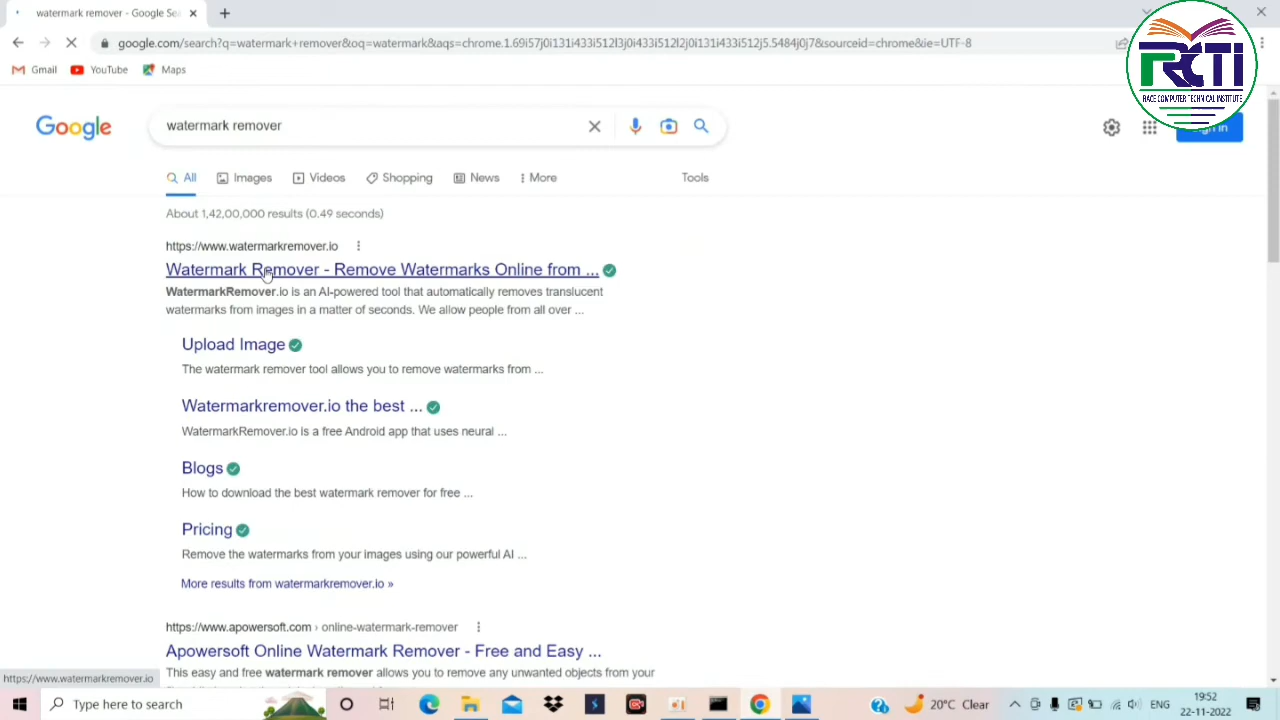 watermark remover - Google Se
google.com/search?q=watermark+remover&oq=watermark&aqs=chrome.1.69i57j0i131i433i512l3j0i433i512l2j0i131i433i512j5.5484j0j7&sourceid=chrome&ie=UTF-8
Gmail YouTube Maps
RCTI
RACE COMPUTER TECHNICAL INSTITUTE
Google watermark remover
Sign in
All Images Videos Shopping News More Tools
About 1,42,00,000 results (0.49 seconds)
https://www.watermarkremover.io
Watermark Remover - Remove Watermarks Online from ...
WatermarkRemover.io is an AI-powered tool that automatically removes translucent
watermarks from images in a matter of seconds. We allow people from all over ...
Upload Image
The watermark remover tool allows you to remove watermarks from ...
Watermarkremover.io the best ...
WatermarkRemover.io is a free Android app that uses neural ...
Blogs
How to download the best watermark remover for free ...
Pricing
Remove the watermarks from your images using our powerful AI ...
More results from watermarkremover.io »
https://www.apowersoft.com › online-watermark-remover
Apowersoft Online Watermark Remover - Free and Easy ...
This easy and free watermark remover allows you to remove any unwanted objects from your
https://www.watermarkremover.io
Type here to search
20°C Clear
ENG
19:52
22-11-2022